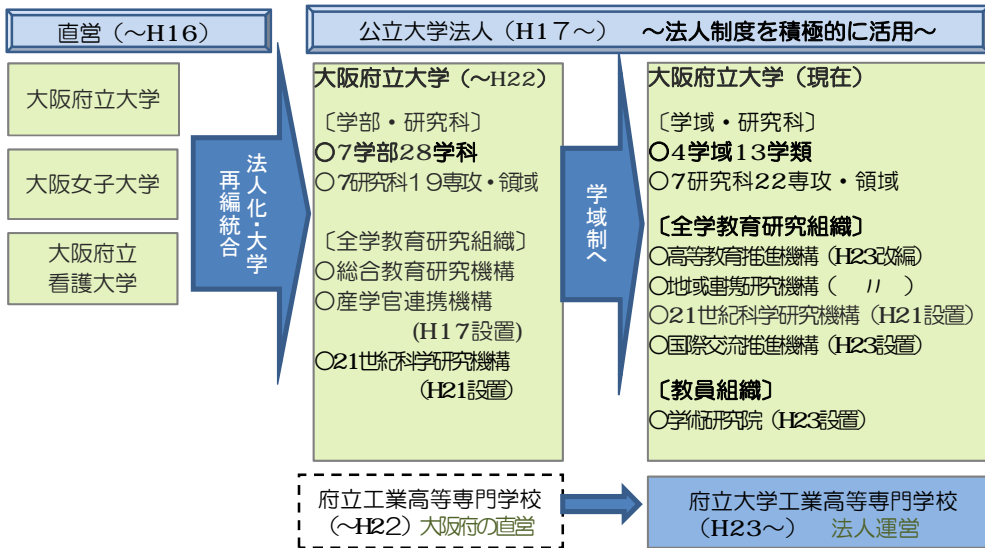 直営（～H16）
公立大学法人（H17～）　～法人制度を積極的に活用～
大阪府立大学
大阪女子大学
大阪府立
看護大学
法人化・大学
再編統合
大阪府立大学（～H22）
〔学部・研究科〕
○7学部28学科
○7研究科19専攻・領域
〔全学教育研究組織〕
○総合教育研究機構
○産学官連携機構
（H17設置）
○21世紀科学研究機構
（H21設置）
学域制へ
大阪府立大学（現在）
〔学域・研究科〕
○4学域13学類
○7研究科22専攻・領域
〔全学教育研究組織〕
○高等教育推進機構（H23改編）
○地域連携研究機構（　〃　）
○21世紀科学研究機構（H21設置）
○国際交流推進機構（H23設置）
〔教員組織〕
○学術研究院（H23設置）
府立工業高等専門学校
（～H22）大阪府の直営
府立大学工業高等専門学校
（H23～）　法人運営